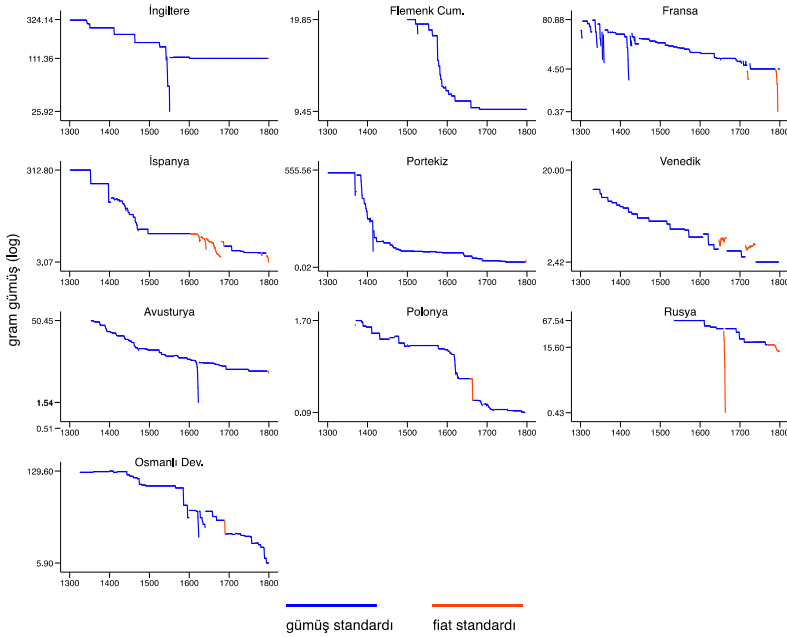 İngiltere
324.14
111.36
25.92
1300 1400 1500 1600 1700 1800
Flemenk Cum.
19.85
9.45
1300 1400 1500 1600 1700 1800
Fransa
80.88
4.50
0.37
1300 1400 1500 1600 1700 1800
İspanya
312.80
3.07
1300 1400 1500 1600 1700 1800
Portekiz
555.56
0.02
1300 1400 1500 1600 1700 1800
Venedik
20.00
2.42
1300 1400 1500 1600 1700 1800
gram gümüş (log)
Avusturya
50.45
1.54
0.51
1300 1400 1500 1600 1700 1800
Polonya
1.70
0.09
1300 1400 1500 1600 1700 1800
Rusya
67.54
15.60
0.43
1300 1400 1500 1600 1700 1800
Osmanlı Dev.
129.60
5.90
1300 1400 1500 1600 1700 1800
gümüş standardı
fiat standardı